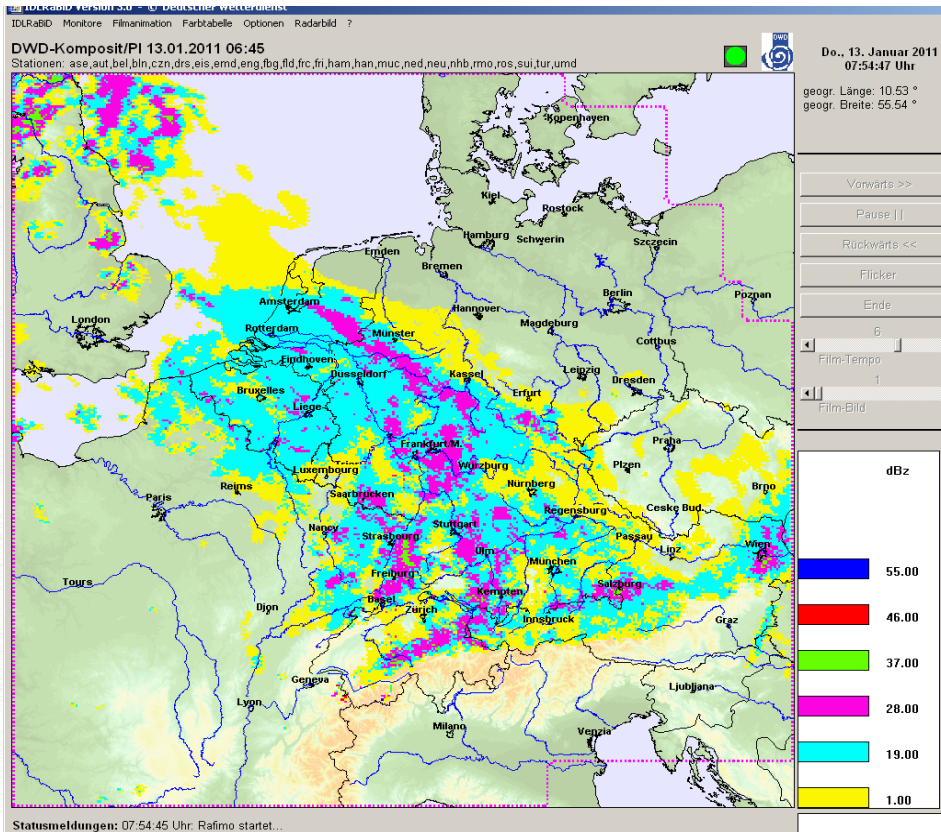 IDLRaBiD Version 3.0 - © Deutscher Wetterdienst
IDLRaBiD Monitore Filmanimation Farbtabelle Optionen Radarbild ?
DWD-Komposit/PI 13.01.2011 06:45
Stationen: ase,aut,bel,bln,czn,drs,eis,emd,eng,fbg,fld,frc,fri,ham,han,muc,ned,neu,nhb,rmo,ros,sui,tur,umd
DWD
Do., 13. Januar 2011
07:54:47 Uhr
geogr. Länge: 10.53 °
geogr. Breite: 55.54 °
Vorwärts >>
Pause ||
Rückwärts <<
Flicker
Ende
6
Film-Tempo
1
Film-Bild
dBz
55.00
46.00
37.00
28.00
19.00
1.00
Kopenhagen
Kiel
Rostock
Hamburg
Schwerin
Szczecin
Emden
Bremen
Amsterdam
Hannover
Berlin
Poznan
London
Rotterdam
Münster
Magdeburg
Cottbus
Eindhoven
Düsseldorf
Kassel
Leipzig
Dresden
Bruxelles
Erfurt
Liege
Frankfurt/M.
Praha
Luxembourg
Trier
Würzburg
Plzen
Reims
Saarbrücken
Nürnberg
Brno
Paris
Regensburg
Ceske Bud.
Nancy
Strasbourg
Stuttgart
Passau
Linz
Wien
Ulm
München
Tours
Freiburg
Salzburg
Dijon
Basel
Zürich
Kempten
Innsbruck
Graz
Geneva
Lyon
Ljubljana
Milano
Venzia
Statusmeldungen: 07:54:45 Uhr: Rafimo startet...